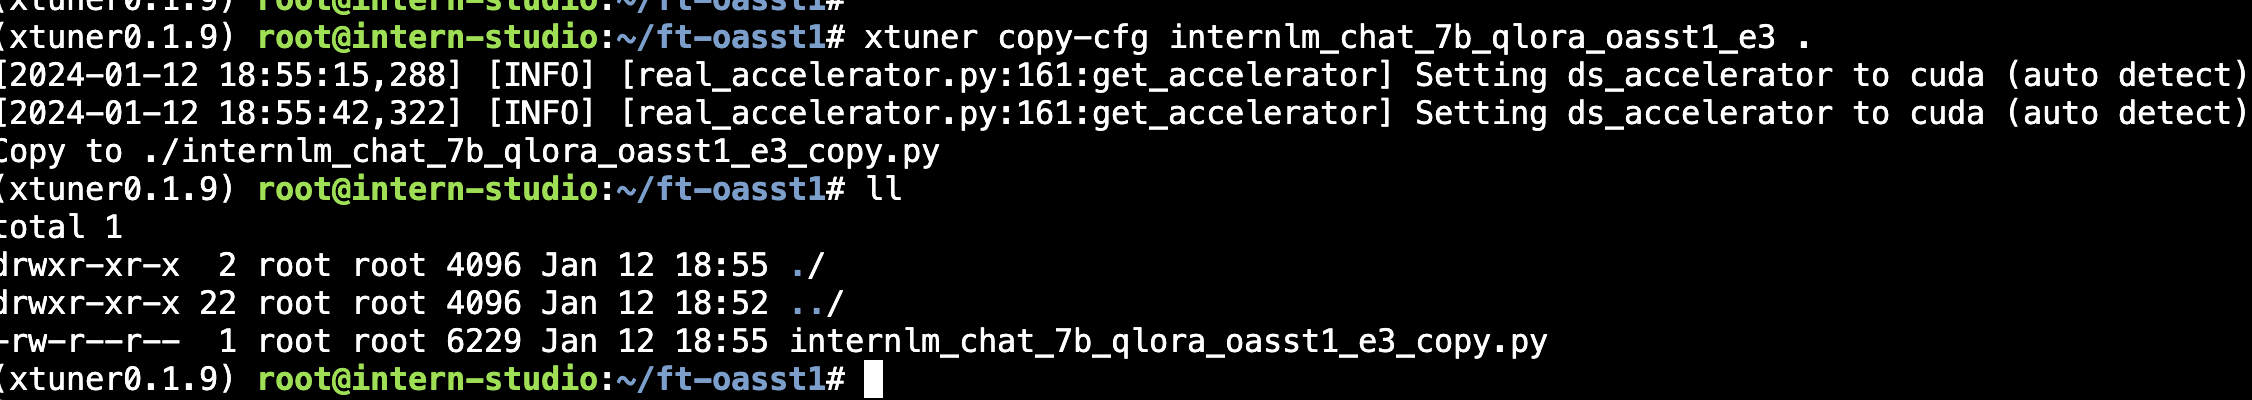 (xtuner0.1.9) root@intern-studio:~/ft-oasst1#
(xtuner0.1.9) root@intern-studio:~/ft-oasst1# xtuner copy-cfg internlm_chat_7b_qlora_oasst1_e3 .
[2024-01-12 18:55:15,288] [INFO] [real_accelerator.py:161:get_accelerator] Setting ds_accelerator to cuda (auto detect)
[2024-01-12 18:55:42,322] [INFO] [real_accelerator.py:161:get_accelerator] Setting ds_accelerator to cuda (auto detect)
Copy to ./internlm_chat_7b_qlora_oasst1_e3_copy.py
(xtuner0.1.9) root@intern-studio:~/ft-oasst1# ll
total 1
drwxr-xr-x  2 root root 4096 Jan 12 18:55 ./
drwxr-xr-x 22 root root 4096 Jan 12 18:52 ../
-rw-r--r--  1 root root 6229 Jan 12 18:55 internlm_chat_7b_qlora_oasst1_e3_copy.py
(xtuner0.1.9) root@intern-studio:~/ft-oasst1#